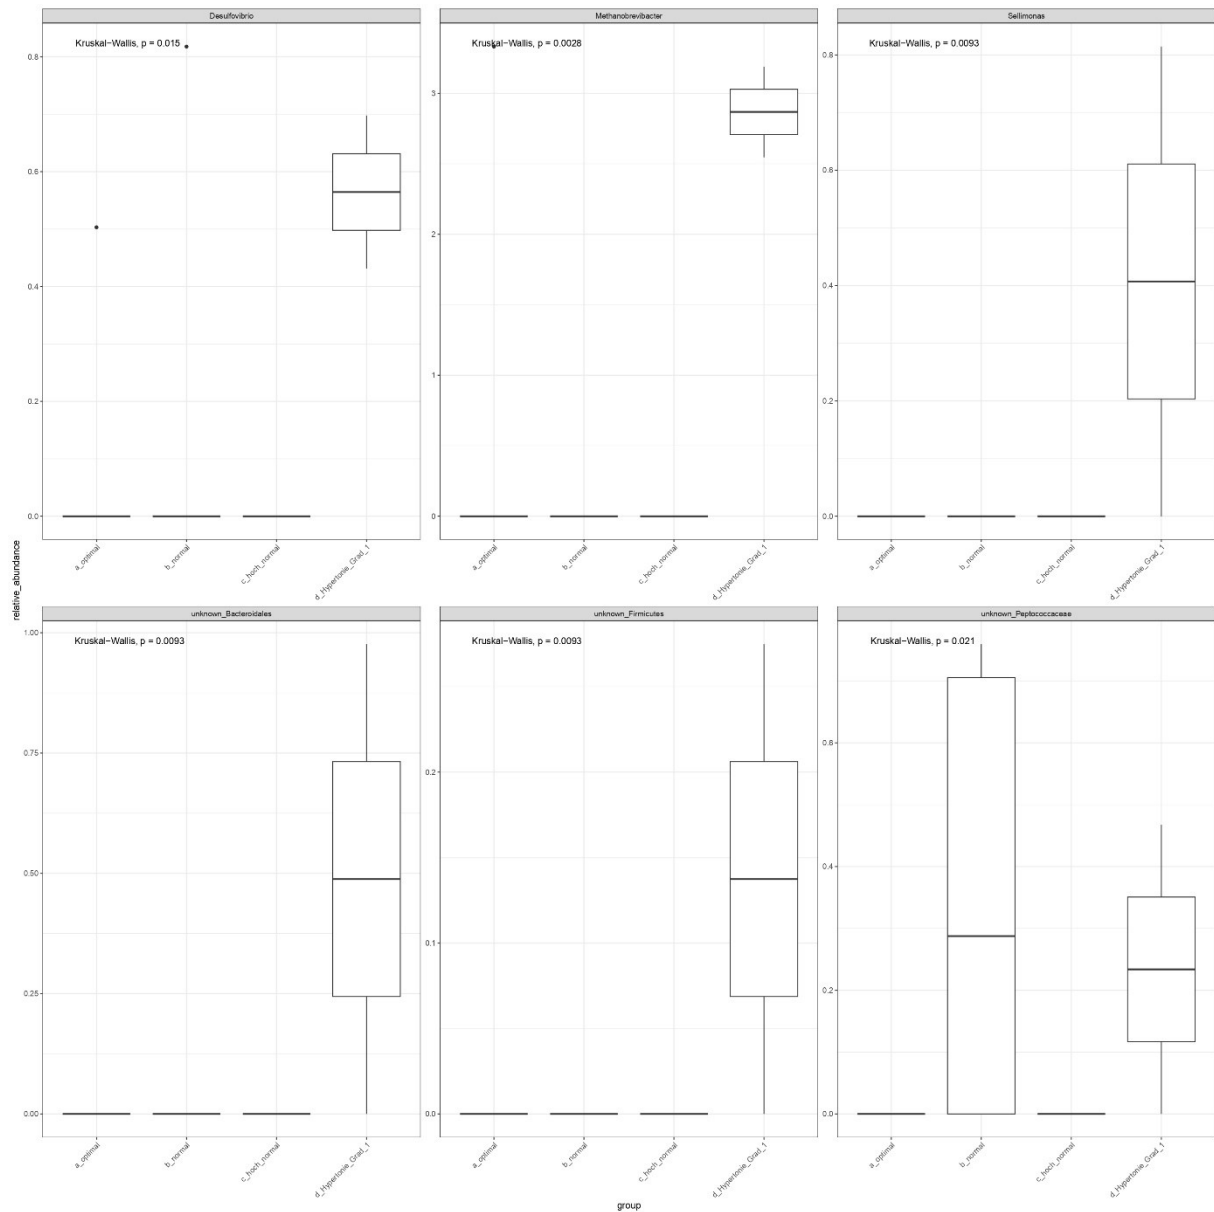 Desulfovibrio
Kruskal−Wallis, p = 0.015
0.8
0.6
0.4
0.2
0.0
a_optimal
b_normal
c_hoch_normal
d_Hypertonie_Grad_1
Methanobrevibacter
Kruskal−Wallis, p = 0.0028
3
2
1
0
a_optimal
b_normal
c_hoch_normal
d_Hypertonie_Grad_1
Sellimonas
Kruskal−Wallis, p = 0.0093
0.8
0.6
0.4
0.2
0.0
a_optimal
b_normal
c_hoch_normal
d_Hypertonie_Grad_1
relative_abundance
unknown_Bacteroidales
Kruskal−Wallis, p = 0.0093
1.00
0.75
0.50
0.25
0.00
a_optimal
b_normal
c_hoch_normal
d_Hypertonie_Grad_1
unknown_Firmicutes
Kruskal−Wallis, p = 0.0093
0.2
0.1
0.0
a_optimal
b_normal
c_hoch_normal
d_Hypertonie_Grad_1
unknown_Peptococcaceae
Kruskal−Wallis, p = 0.021
0.6
0.4
0.2
0.0
a_optimal
b_normal
c_hoch_normal
d_Hypertonie_Grad_1
group